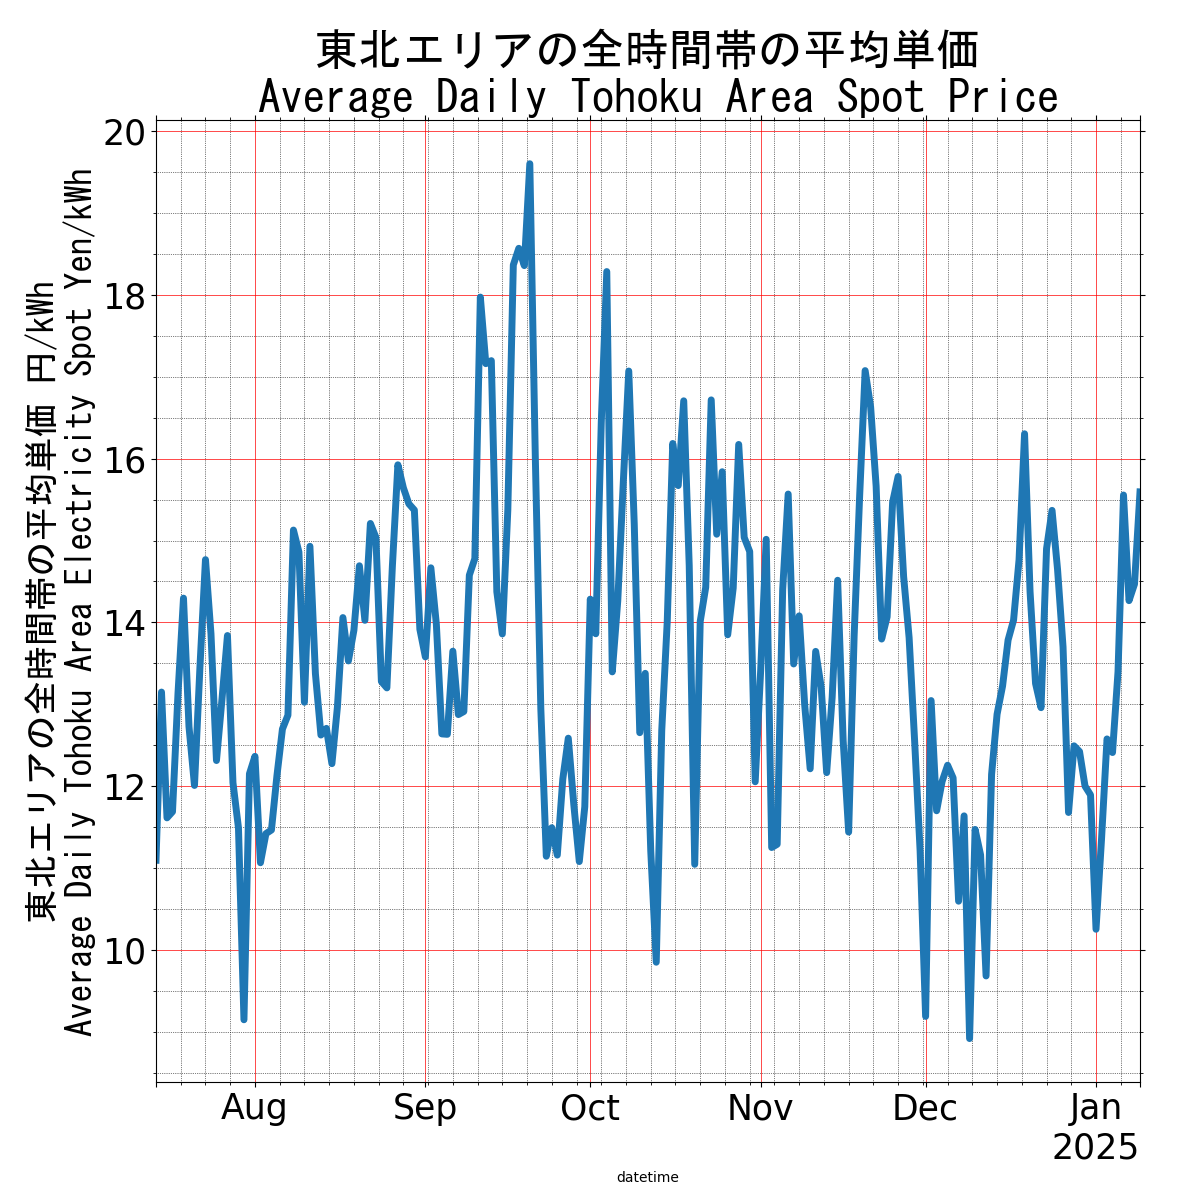 東北エリアの全時間帯の平均単価
Average Daily Tohoku Area Spot Price
東北エリアの全時間帯の平均単価 円/kWh
Average Daily Tohoku Area Electricity Spot Yen/kWh
20
18
16
14
12
10
Aug
Sep
Oct
Nov
Dec
Jan
2025
datetime